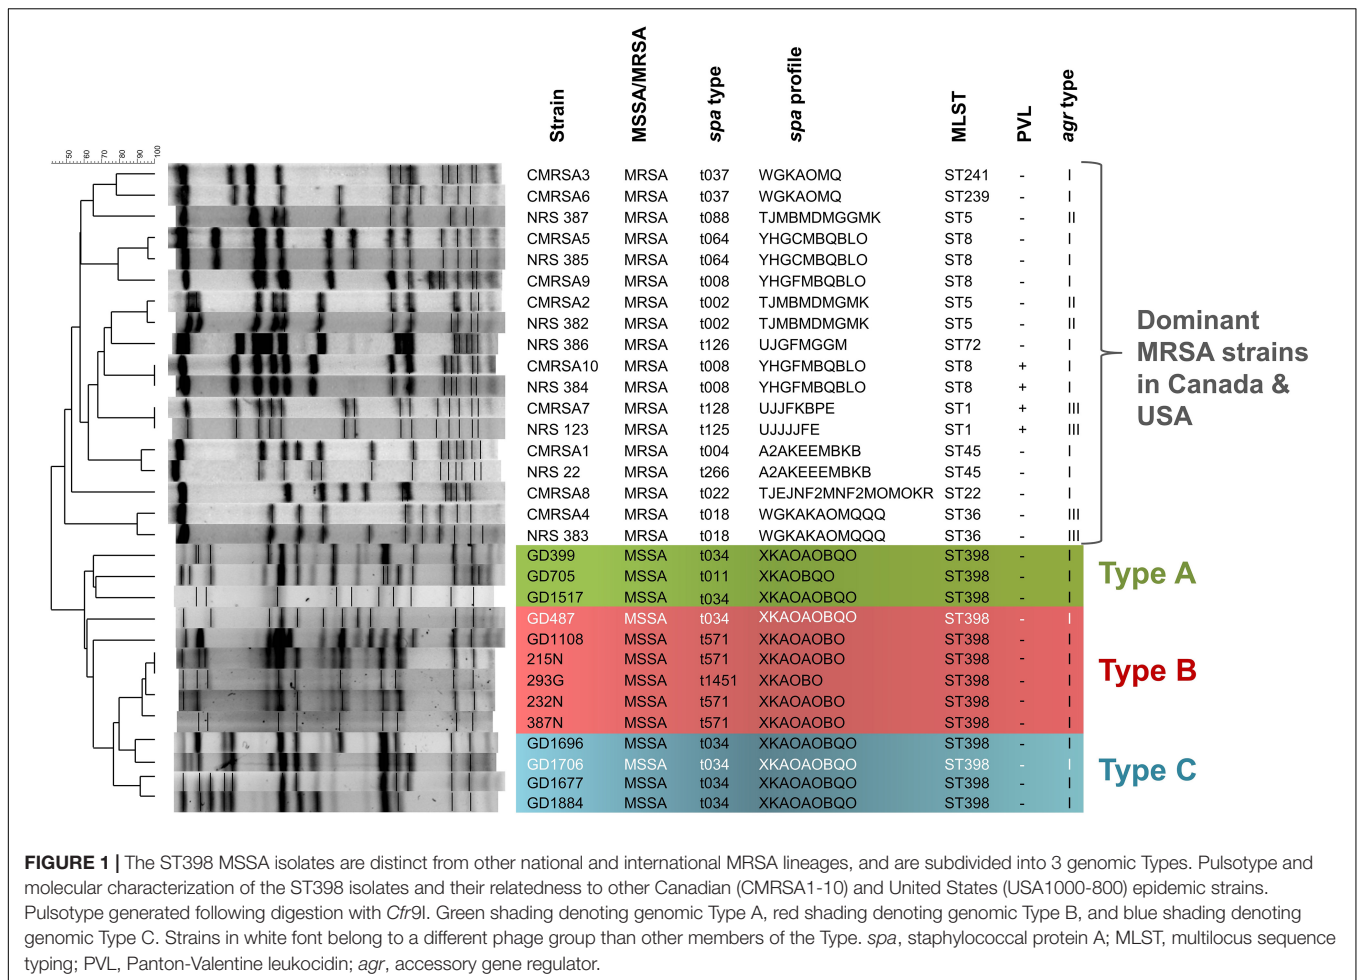 Strain MSSA/MRSA spa type spa profile MLST PVL agr type
50 60 70 80 90 100
CMRSA3 MRSA t037 WGKAOMQ ST241 - I
CMRSA6 MRSA t037 WGKAOMQ ST239 - I
NRS 387 MRSA t088 TJMBMDMGGMK ST5 - II
CMRSA5 MRSA t064 YHGCMBQBLO ST8 - I
NRS 385 MRSA t064 YHGCMBQBLO ST8 - I
CMRSA9 MRSA t008 YHGFMBQBLO ST8 - I
CMRSA2 MRSA t002 TJMBMDMGMK ST5 - II
NRS 382 MRSA t002 TJMBMDMGMK ST5 - II
NRS 386 MRSA t126 UJGFMGGM ST72 - I
CMRSA10 MRSA t008 YHGFMBQBLO ST8 + I
NRS 384 MRSA t008 YHGFMBQBLO ST8 + I
CMRSA7 MRSA t128 UJJFKBPE ST1 + III
NRS 123 MRSA t125 UJJJJFE ST1 + III
CMRSA1 MRSA t004 A2AKEEMBKB ST45 - I
NRS 22 MRSA t266 A2AKEEEMBKB ST45 - I
CMRSA8 MRSA t022 TJEJNF2MNF2MOMOKR ST22 - I
CMRSA4 MRSA t018 WGKAKAOMQQQ ST36 - III
NRS 383 MRSA t018 WGKAKAOMQQQ ST36 - III
Dominant
MRSA strains
in Canada &
USA
GD399 MSSA t034 XKAOAOBQO ST398 - I
GD705 MSSA t011 XKAOBQO ST398 - I
GD1517 MSSA t034 XKAOAOBQO ST398 - I
Type A
GD487 MSSA t034 XKAOAOBQO ST398 - I
GD1108 MSSA t571 XKAOAOBO ST398 - I
215N MSSA t571 XKAOAOBO ST398 - I
293G MSSA t1451 XKAOBO ST398 - I
232N MSSA t571 XKAOAOBO ST398 - I
387N MSSA t571 XKAOAOBO ST398 - I
Type B
GD1696 MSSA t034 XKAOAOBQO ST398 - I
GD1706 MSSA t034 XKAOAOBQO ST398 - I
GD1677 MSSA t034 XKAOAOBQO ST398 - I
GD1884 MSSA t034 XKAOAOBQO ST398 - I
Type C
FIGURE 1 | The ST398 MSSA isolates are distinct from other national and international MRSA lineages, and are subdivided into 3 genomic Types. Pulsotype and
molecular characterization of the ST398 isolates and their relatedness to other Canadian (CMRSA1-10) and United States (USA1000-800) epidemic strains.
Pulsotype generated following digestion with Cfr9I. Green shading denoting genomic Type A, red shading denoting genomic Type B, and blue shading denoting
genomic Type C. Strains in white font belong to a different phage group than other members of the Type. spa, staphylococcal protein A; MLST, multilocus sequence
typing; PVL, Panton-Valentine leukocidin; agr, accessory gene regulator.